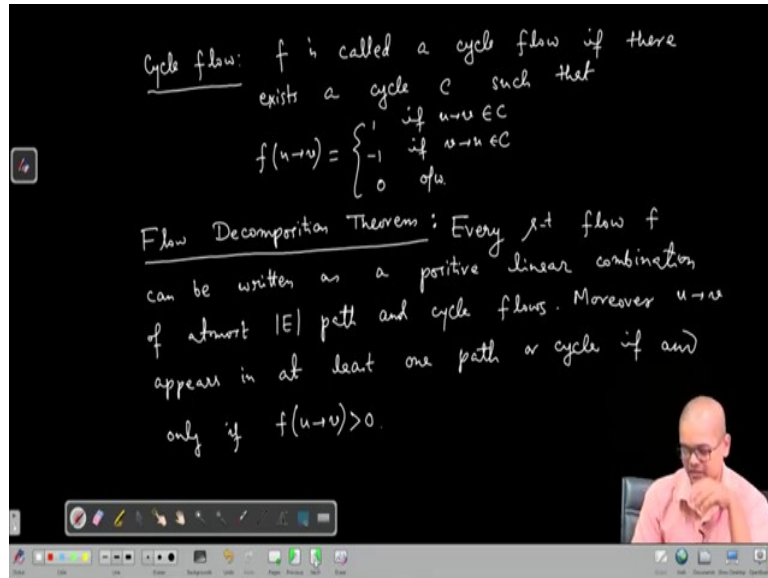 Cycle flow: f is called a cycle flow if there
exists a cycle C such that
f(u→v) = { 1 if u→v ∈ C
-1 if v→u ∈ C
0 o/w.
Flow Decomposition Theorem: Every s-t flow f
can be written as a positive linear combination
of atmost |E| path and cycle flows. Moreover u→v
appears in at least one path or cycle if and
only if f(u→v)>0.